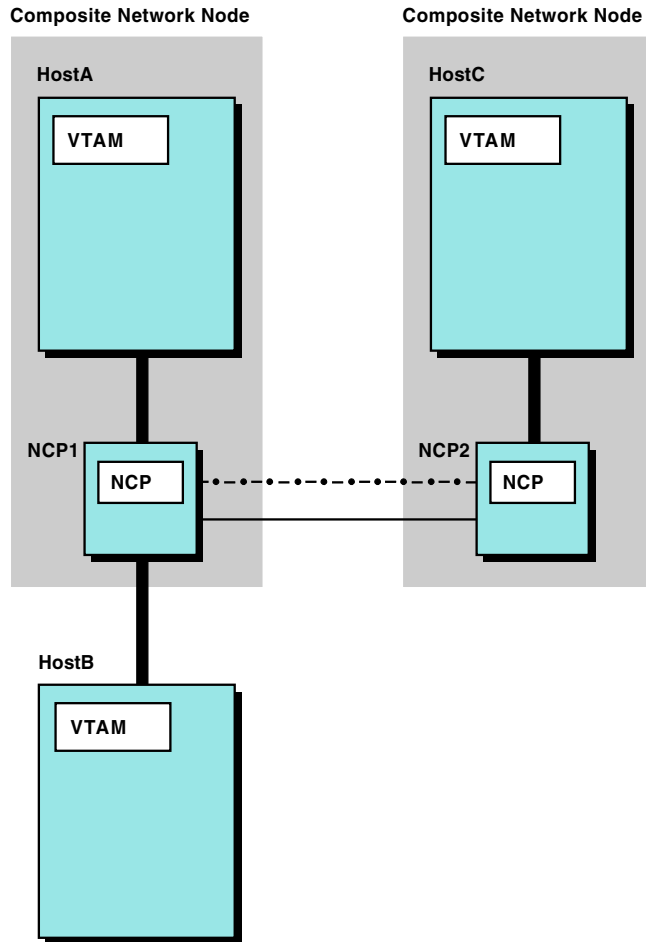 Composite Network Node
Composite Network Node
HostA
HostC
VTAM
VTAM
NCP1
NCP2
NCP
NCP
HostB
VTAM